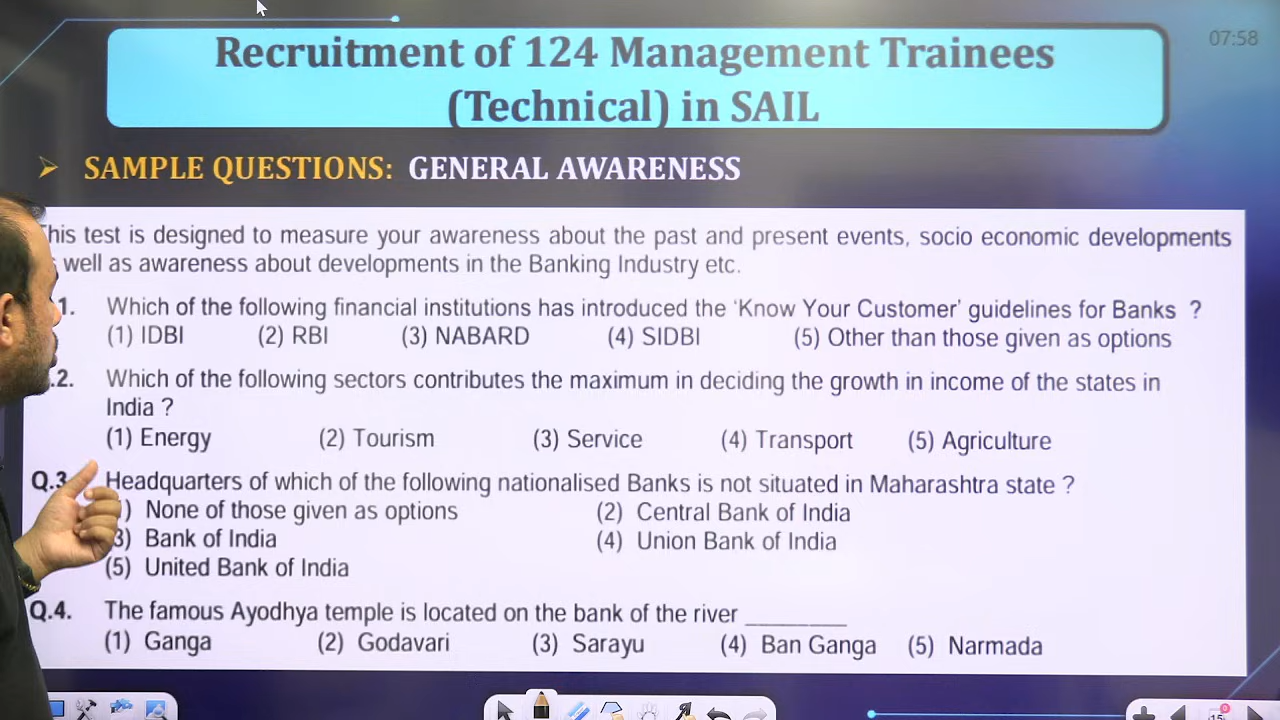 07:58
Recruitment of 124 Management Trainees
(Technical) in SAIL
➢ SAMPLE QUESTIONS: GENERAL AWARENESS
This test is designed to measure your awareness about the past and present events, socio economic developments
well as awareness about developments in the Banking Industry etc.
1. Which of the following financial institutions has introduced the ‘Know Your Customer’ guidelines for Banks ?
(1) IDBI (2) RBI (3) NABARD (4) SIDBI (5) Other than those given as options
.2. Which of the following sectors contributes the maximum in deciding the growth in income of the states in
India ?
(1) Energy (2) Tourism (3) Service (4) Transport (5) Agriculture
Q.3 Headquarters of which of the following nationalised Banks is not situated in Maharashtra state ?
) None of those given as options (2) Central Bank of India
3) Bank of India (4) Union Bank of India
(5) United Bank of India
Q.4. The famous Ayodhya temple is located on the bank of the river ________
(1) Ganga (2) Godavari (3) Sarayu (4) Ban Ganga (5) Narmada
15